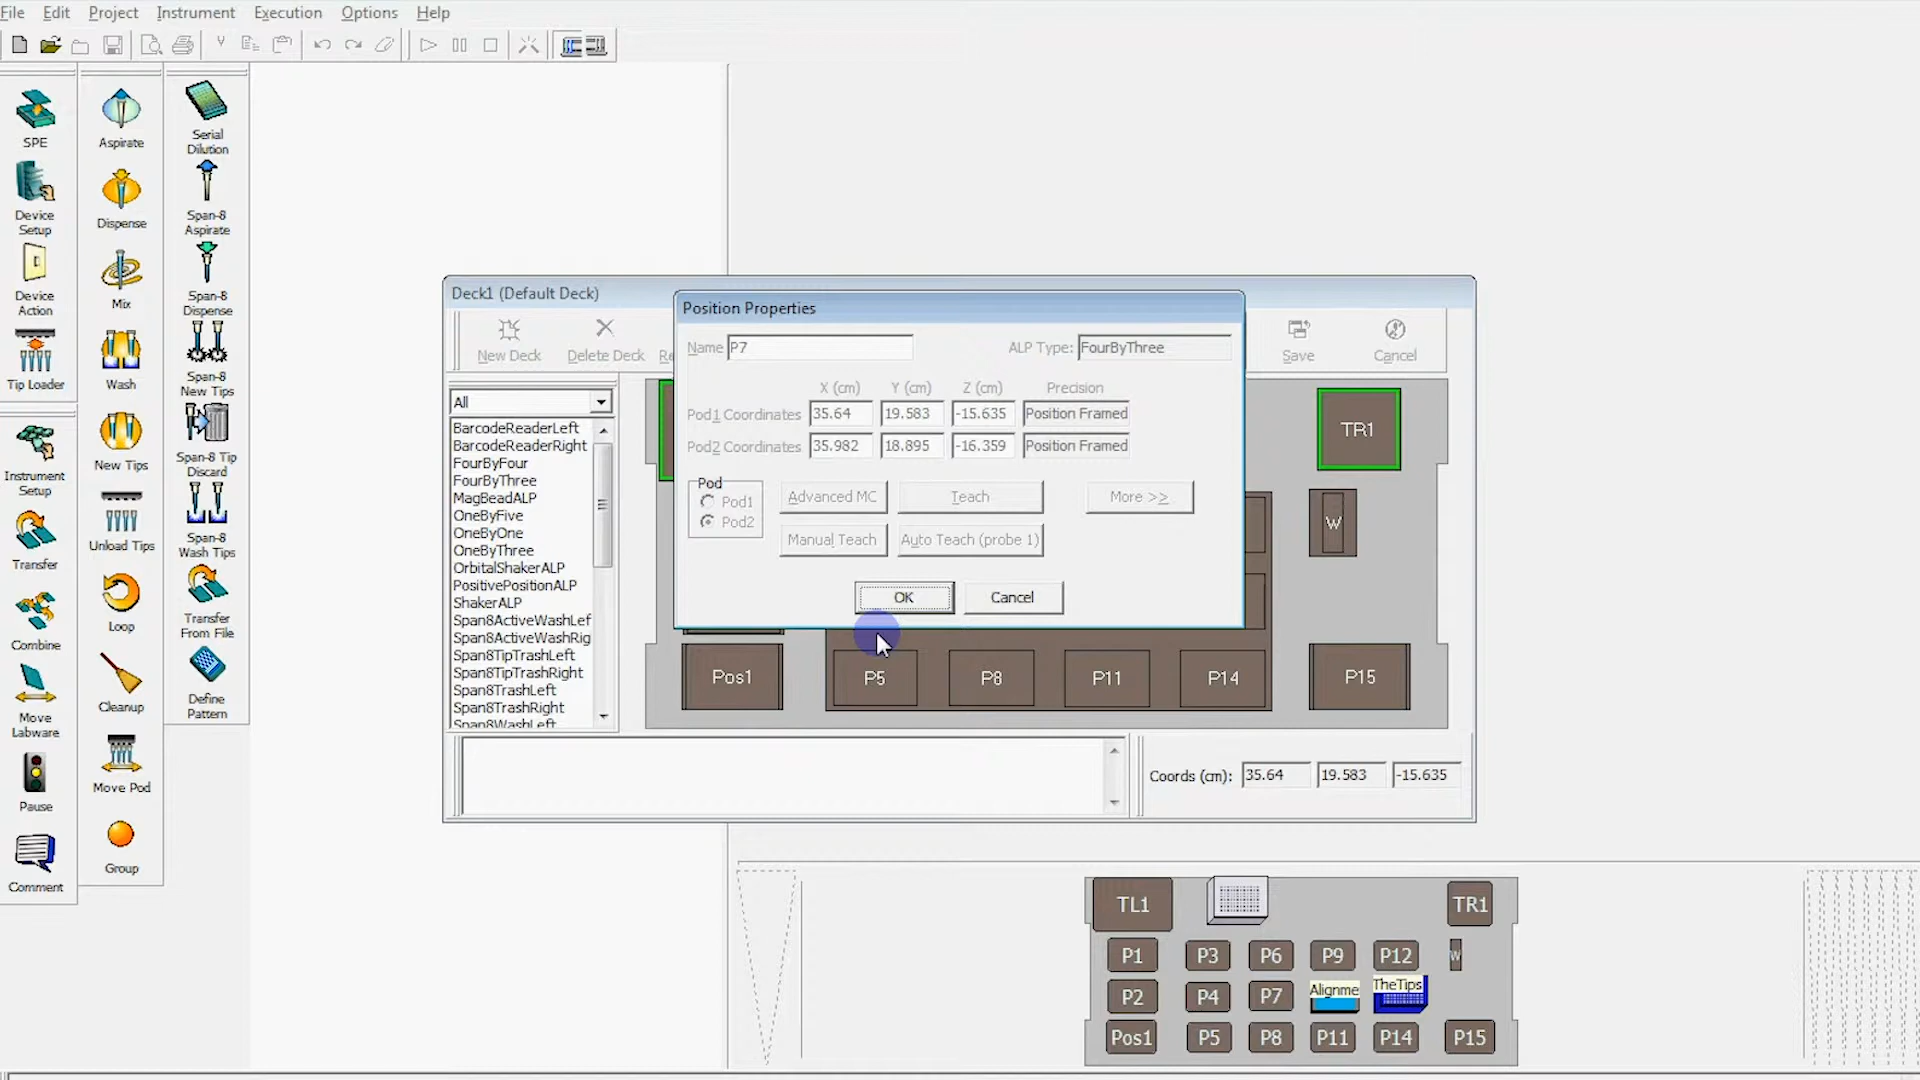 File Edit Project Instrument Execution Options Help
SPE
Device
Setup
Device
Action
Tip Loader
Instrument
Setup
Transfer
Combine
Move
Labware
Pause
Comment
Aspirate
Dispense
Mix
Wash
New Tips
Unload Tips
Loop
Cleanup
Move Pod
Group
Serial
Dilution
Span-8
Aspirate
Span-8
Dispense
Span-8
New Tips
Span-8 Tip
Discard
Span-8
Wash Tips
Transfer
From File
Define
Pattern
Deck1 (Default Deck)
New Deck Delete Deck Re Save Cancel
All
BarcodeReaderLeft
BarcodeReaderRight
FourByFour
FourByThree
MagBeadALP
OneByFive
OneByOne
OneByThree
OrbitalShakerALP
PositivePositionALP
ShakerALP
Span8ActiveWashLef
Span8ActiveWashRig
Span8TipTrashLeft
Span8TipTrashRight
Span8TrashLeft
Span8TrashRight
Span8WashLeft
Position Properties
Name P7 ALP Type: FourByThree
X (cm) Y (cm) Z (cm) Precision
Pod1 Coordinates 35.64 19.583 -15.635 Position Framed
Pod2 Coordinates 35.982 18.895 -16.359 Position Framed
Pod
Pod1
Pod2
Advanced MC Teach More >>
Manual Teach Auto Teach (probe 1)
OK Cancel
TR1
W
Pos1 P5 P8 P11 P14 P15
Coords (cm): 35.64 19.583 -15.635
TL1 TR1
P1 P3 P6 P9 P12 W
P2 P4 P7 Alignme TheTips
Pos1 P5 P8 P11 P14 P15